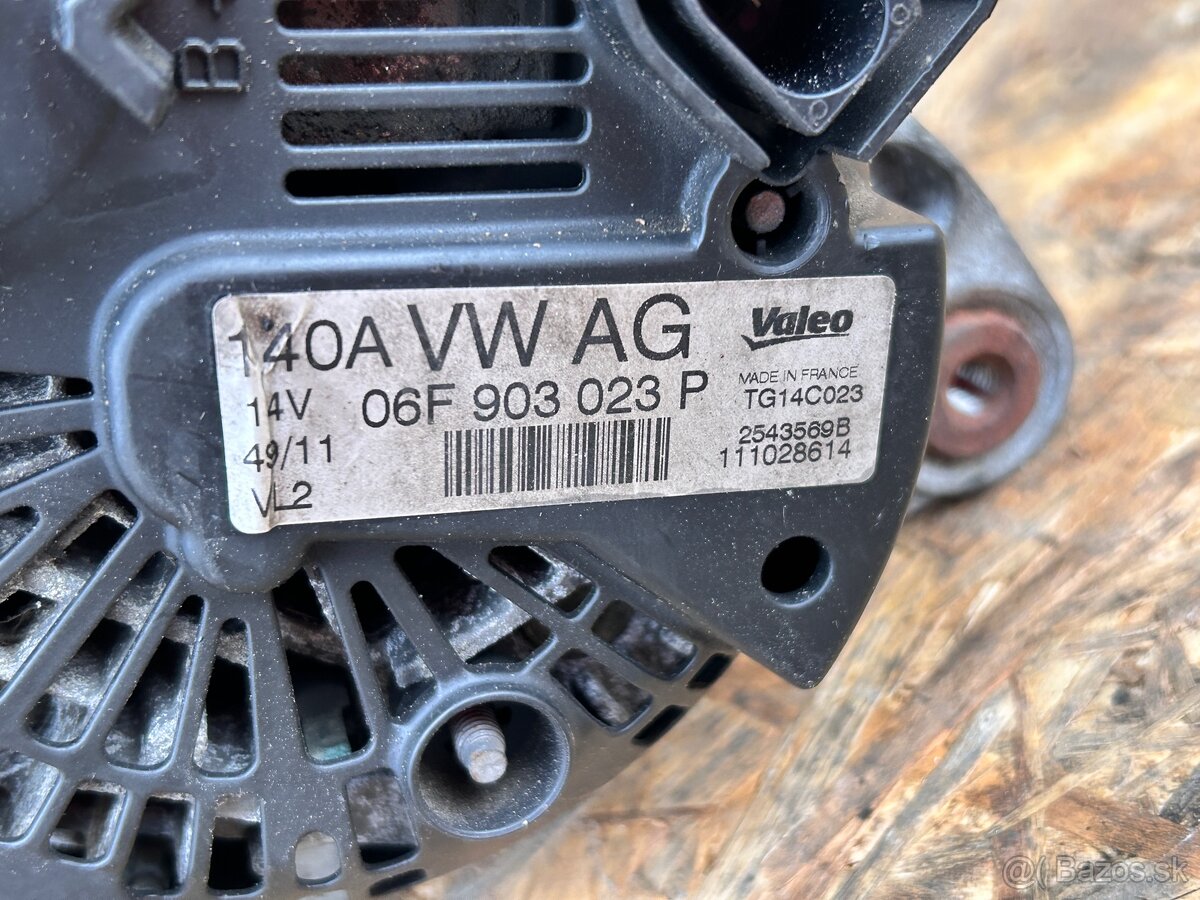 B+
140A VW AG Valeo
14V 06F 903 023 P MADE IN FRANCE
TG14C023
49/11 2543569B
111028614
VL2
Bazos.sk